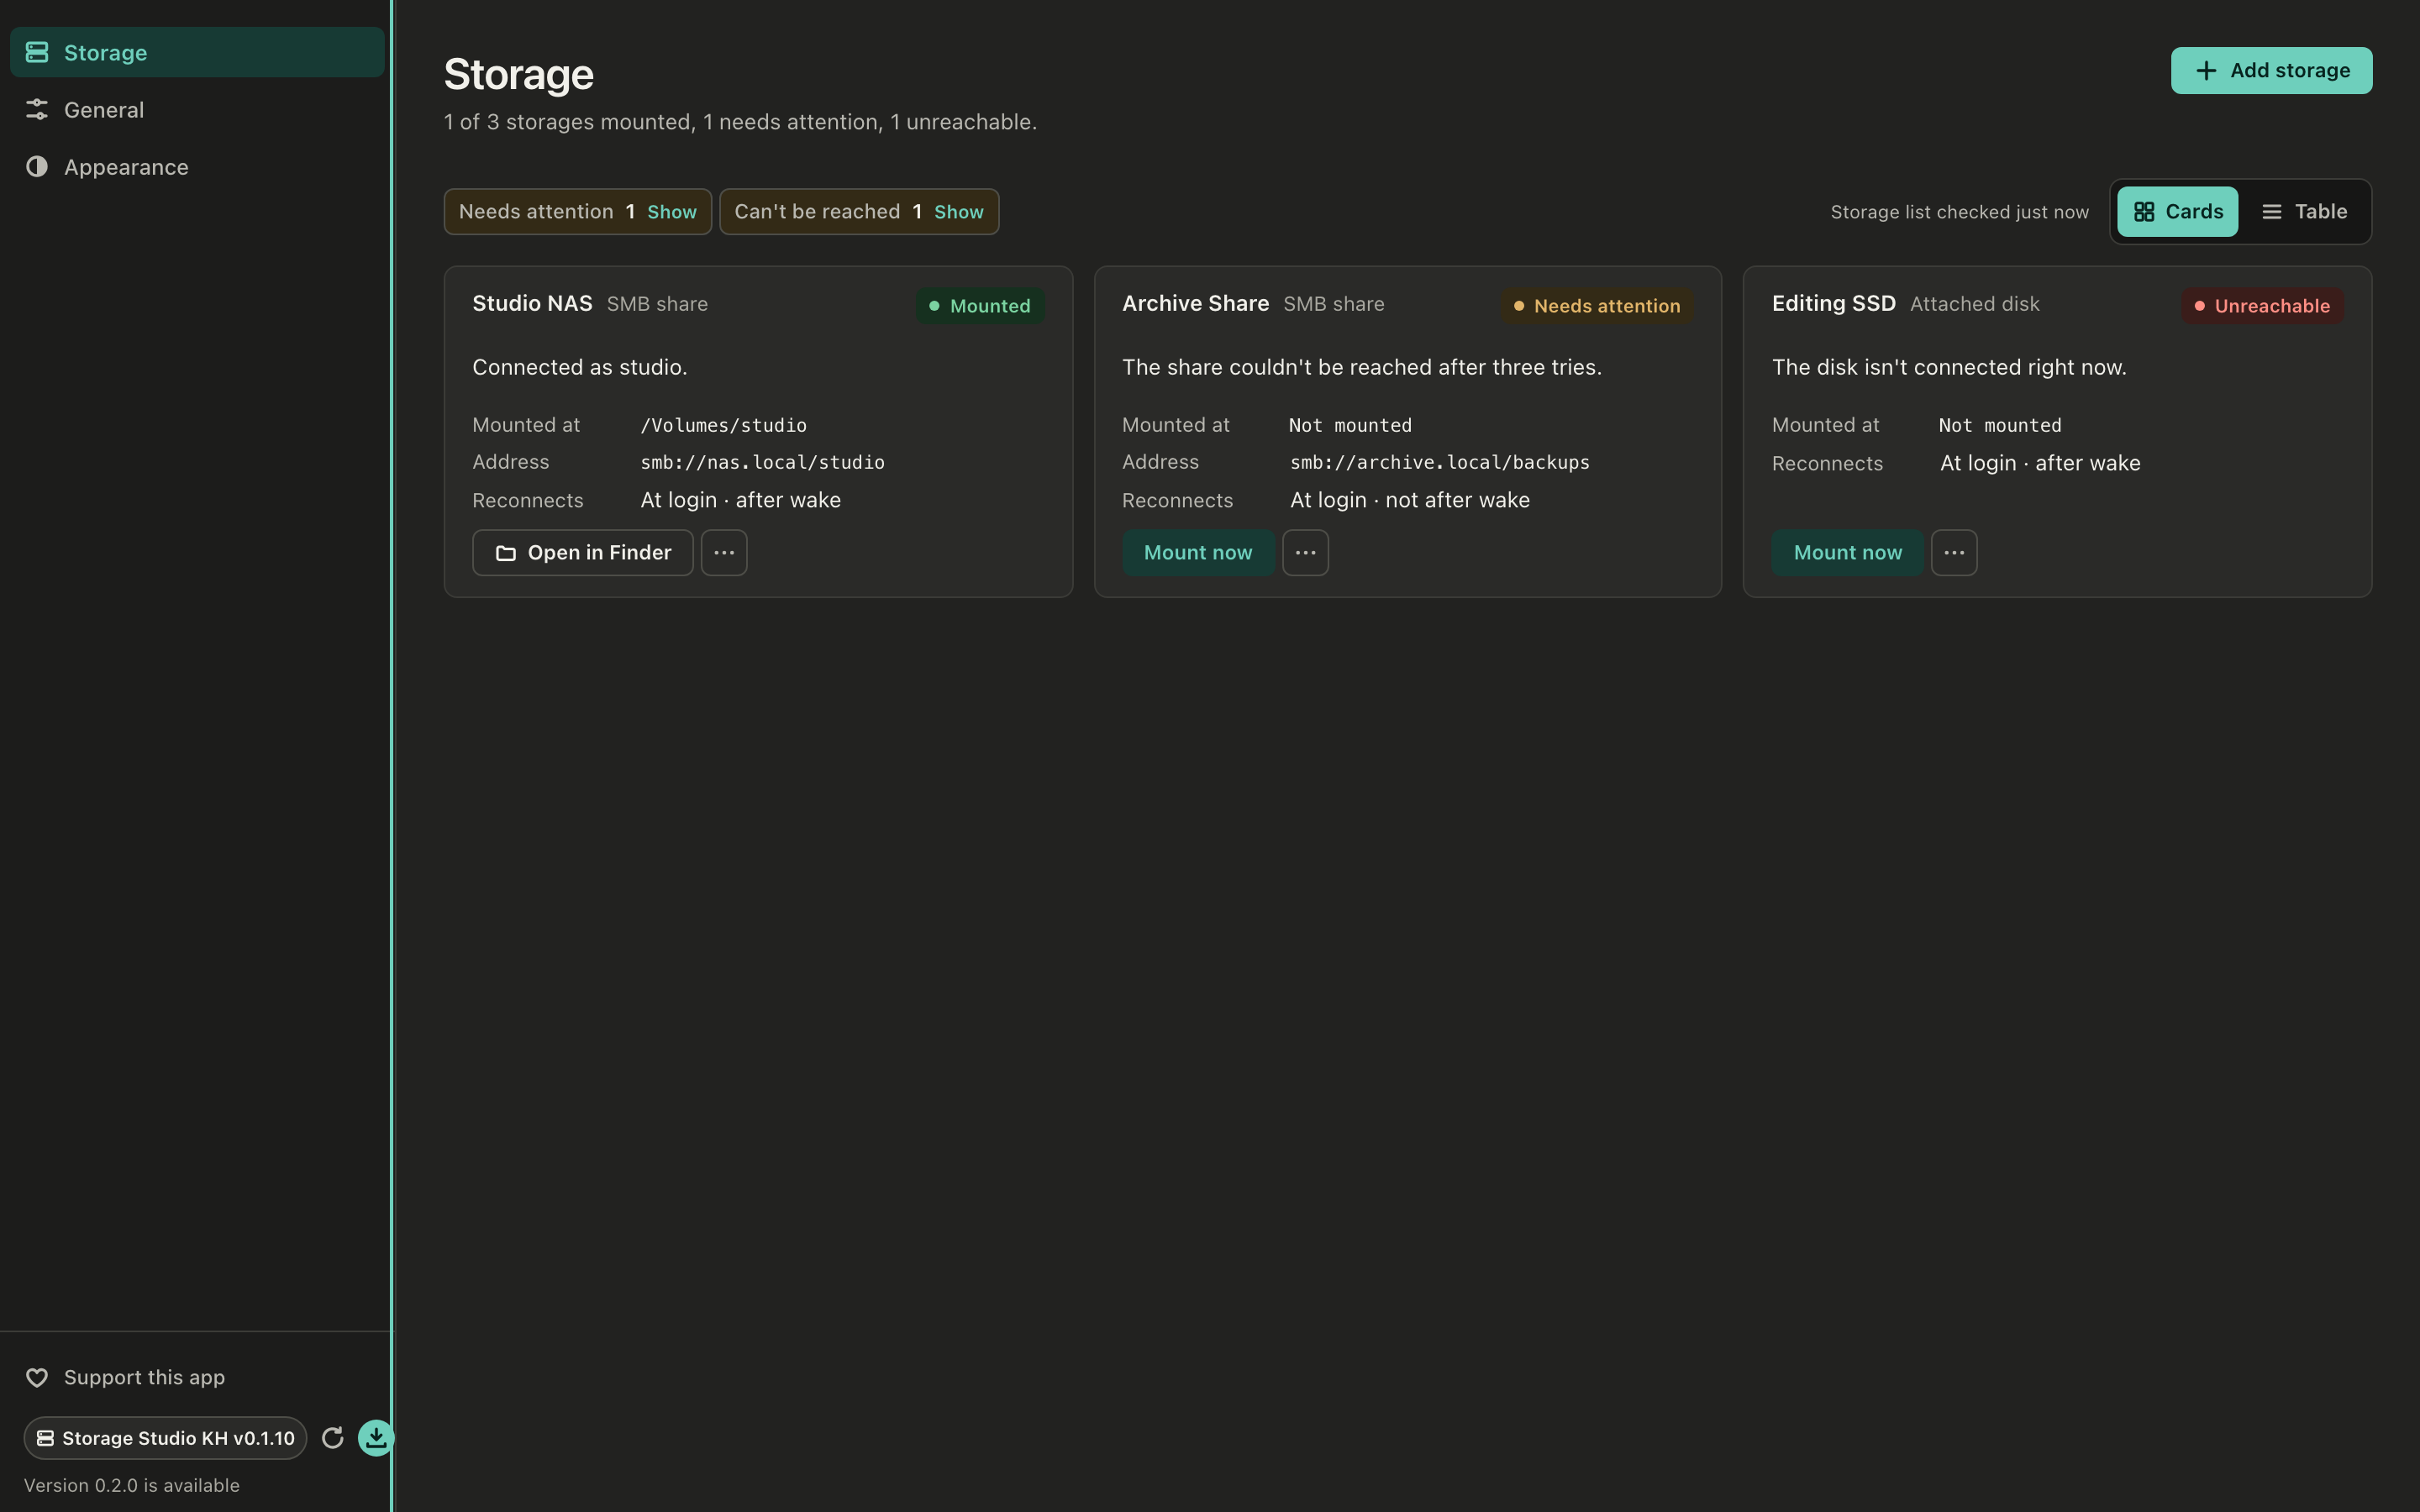 Storage
General
Appearance
Support this app
Storage Studio KH v0.1.10
Version 0.2.0 is available
Storage
1 of 3 storages mounted, 1 needs attention, 1 unreachable.
Add storage
Needs attention 1 Show
Can't be reached 1 Show
Storage list checked just now
Cards
Table
Studio NAS SMB share
Mounted
Connected as studio.
Mounted at /Volumes/studio
Address smb://nas.local/studio
Reconnects At login · after wake
Open in Finder
Archive Share SMB share
Needs attention
The share couldn't be reached after three tries.
Mounted at Not mounted
Address smb://archive.local/backups
Reconnects At login · not after wake
Mount now
Editing SSD Attached disk
Unreachable
The disk isn't connected right now.
Mounted at Not mounted
Reconnects At login · after wake
Mount now